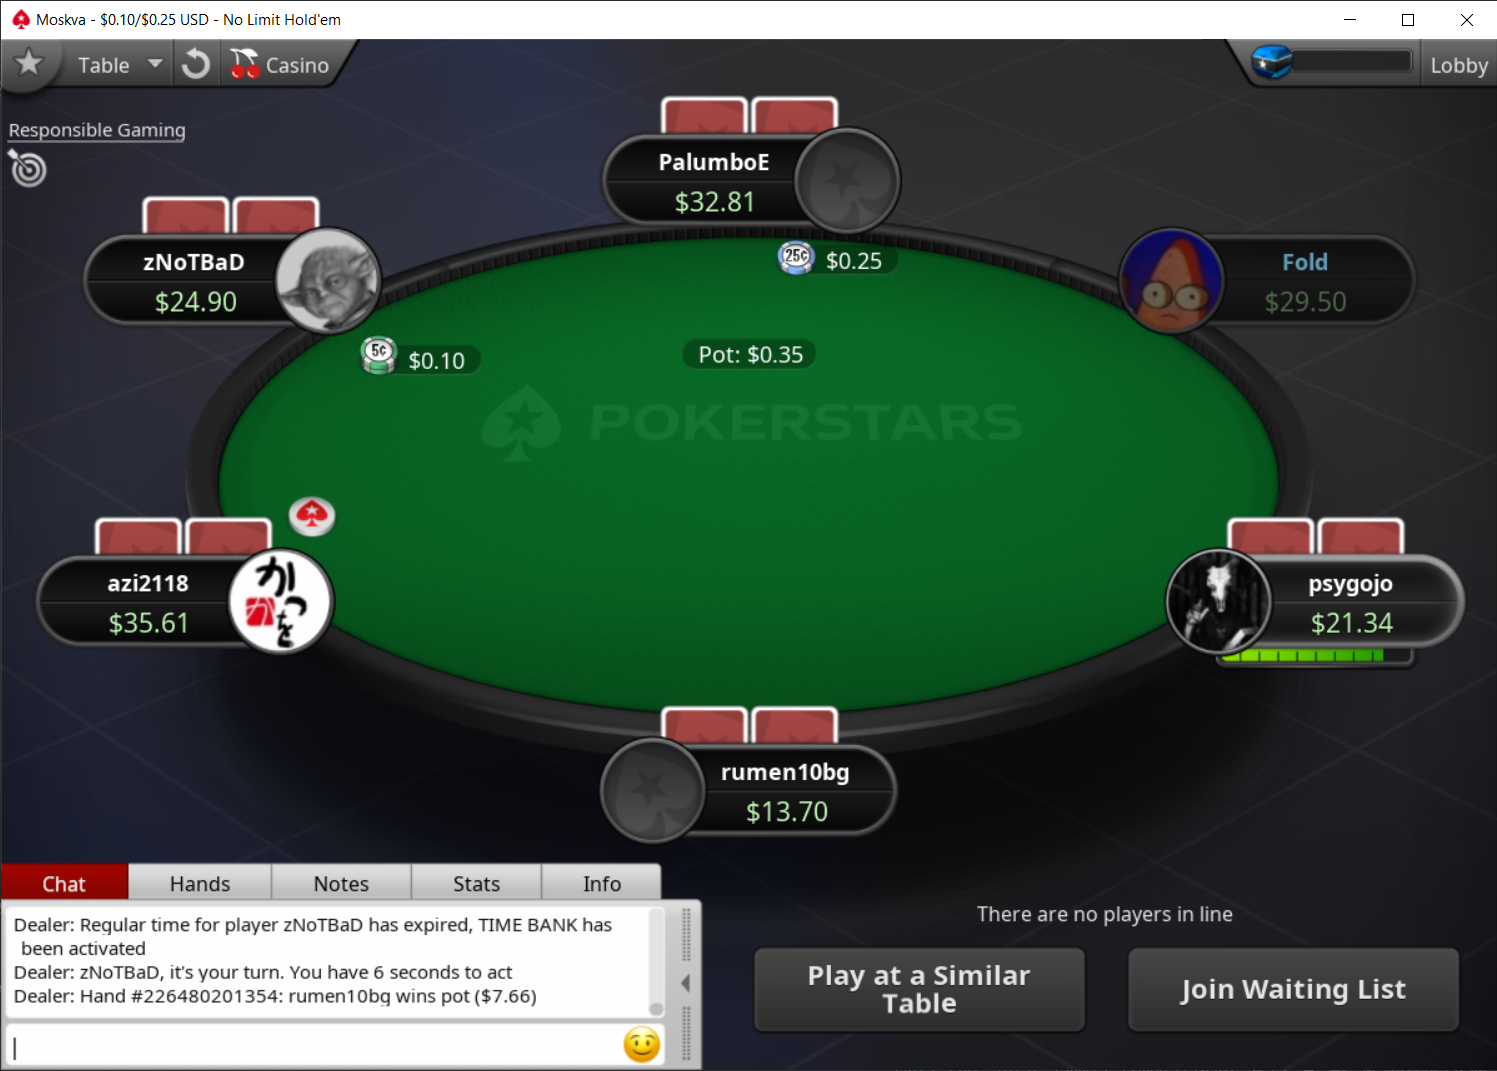 Moskva - $0.10/$0.25 USD - No Limit Hold'em
Table
Casino
Lobby
Responsible Gaming
PalumboE
$32.81
zNoTBaD
$24.90
Fold
$29.50
25¢
$0.25
5¢
$0.10
Pot: $0.35
POKERSTARS
azi2118
$35.61
かつを
psygojo
$21.34
rumen10bg
$13.70
Chat
Hands
Notes
Stats
Info
Dealer: Regular time for player zNoTBaD has expired, TIME BANK has
been activated
Dealer: zNoTBaD, it's your turn. You have 6 seconds to act
Dealer: Hand #226480201354: rumen10bg wins pot ($7.66)
There are no players in line
Play at a Similar
Table
Join Waiting List